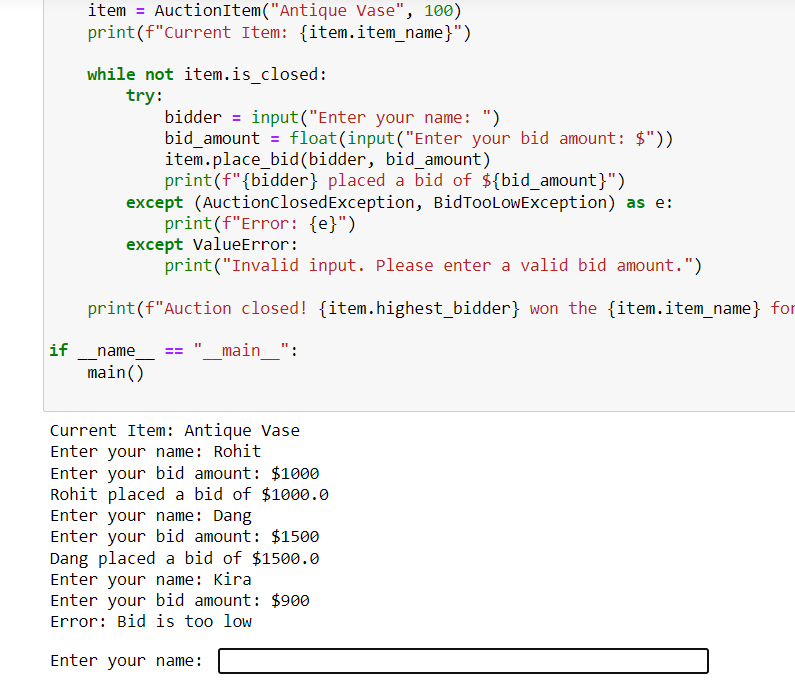 item = AuctionItem("Antique Vase", 100)
    print(f"Current Item: {item.item_name}")
    while not item.is_closed:
        try:
            bidder = input("Enter your name: ")
            bid_amount = float(input("Enter your bid amount: $"))
            item.place_bid(bidder, bid_amount)
            print(f"{bidder} placed a bid of ${bid_amount}")
        except (AuctionClosedException, BidTooLowException) as e:
            print(f"Error: {e}")
        except ValueError:
            print("Invalid input. Please enter a valid bid amount.")
    print(f"Auction closed! {item.highest_bidder} won the {item.item_name} for
if __name__ == "__main__":
    main()
Current Item: Antique Vase
Enter your name: Rohit
Enter your bid amount: $1000
Rohit placed a bid of $1000.0
Enter your name: Dang
Enter your bid amount: $1500
Dang placed a bid of $1500.0
Enter your name: Kira
Enter your bid amount: $900
Error: Bid is too low
Enter your name: